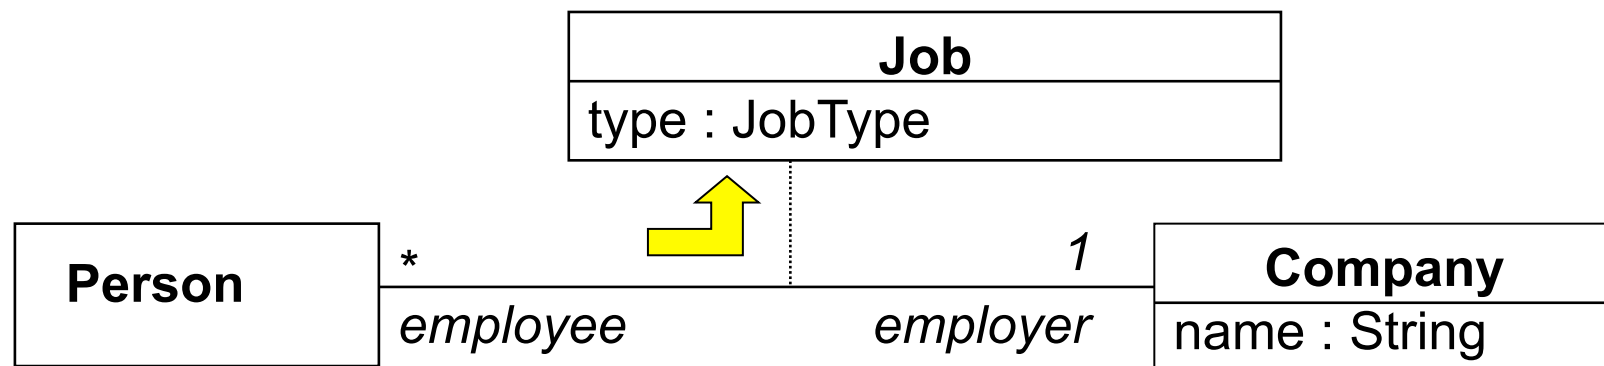 Job
type : JobType
Person
*
employee
1
employer
Company
name : String